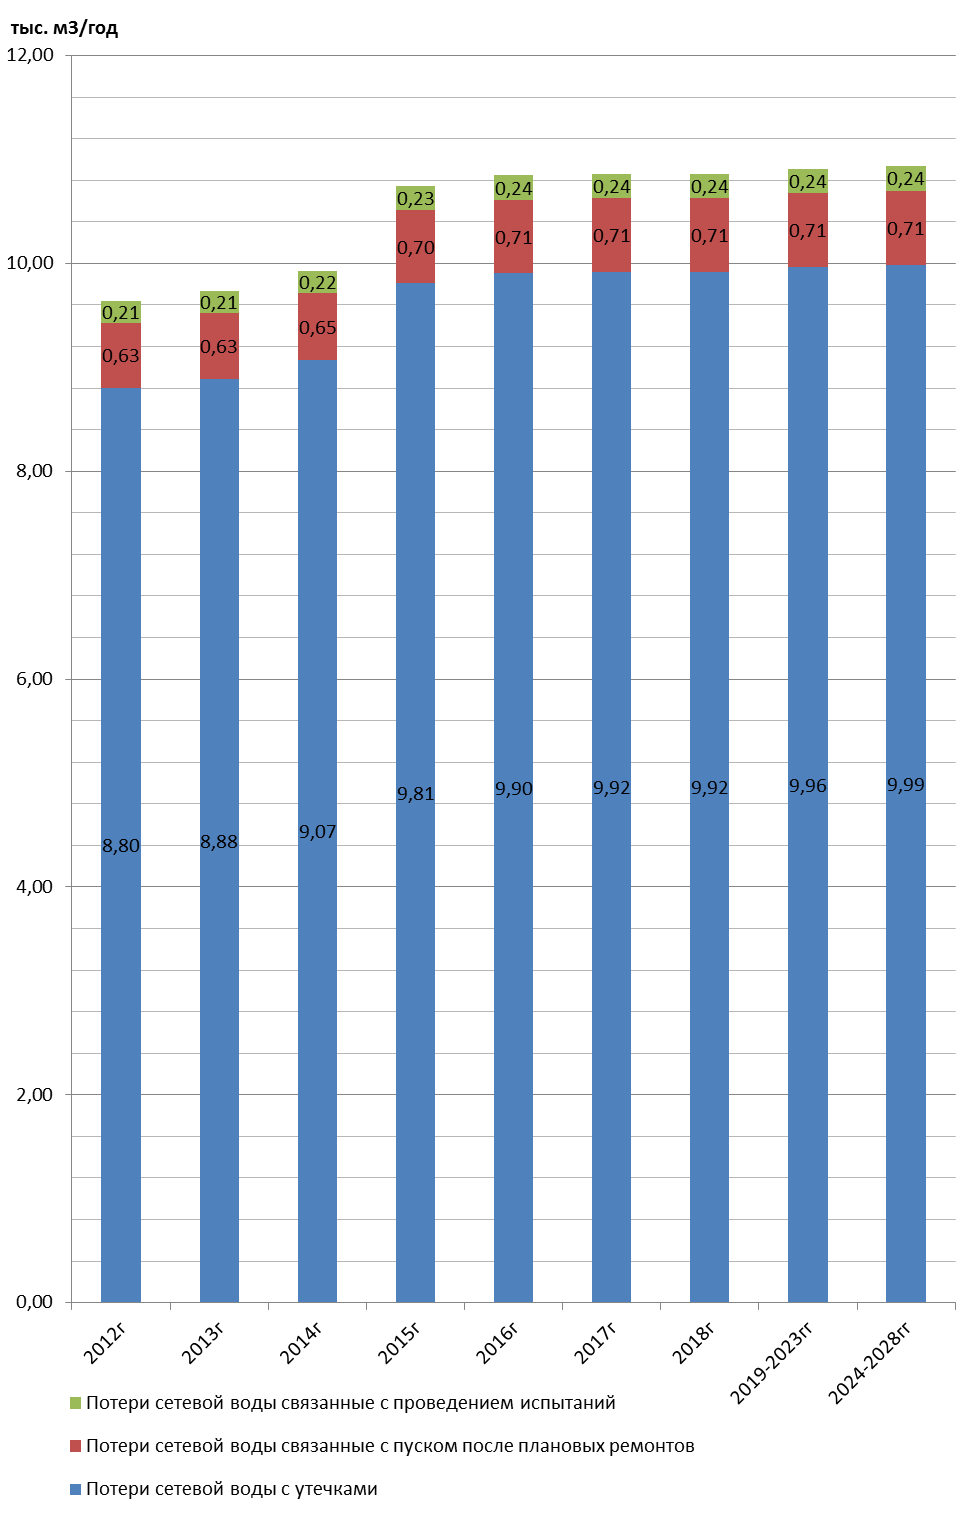 тыс. м3/год
12,00
10,00
8,00
6,00
4,00
2,00
0,00
0,21 0,21 0,22 0,23 0,24 0,24 0,24 0,24 0,24
0,63 0,63 0,65 0,70 0,71 0,71 0,71 0,71 0,71
8,80 8,88 9,07 9,81 9,90 9,92 9,92 9,96 9,99
2012г 2013г 2014г 2015г 2016г 2017г 2018г 2019-2023гг 2024-2028гг
Потери сетевой воды связанные с проведением испытаний
Потери сетевой воды связанные с пуском после плановых ремонтов
Потери сетевой воды с утечками